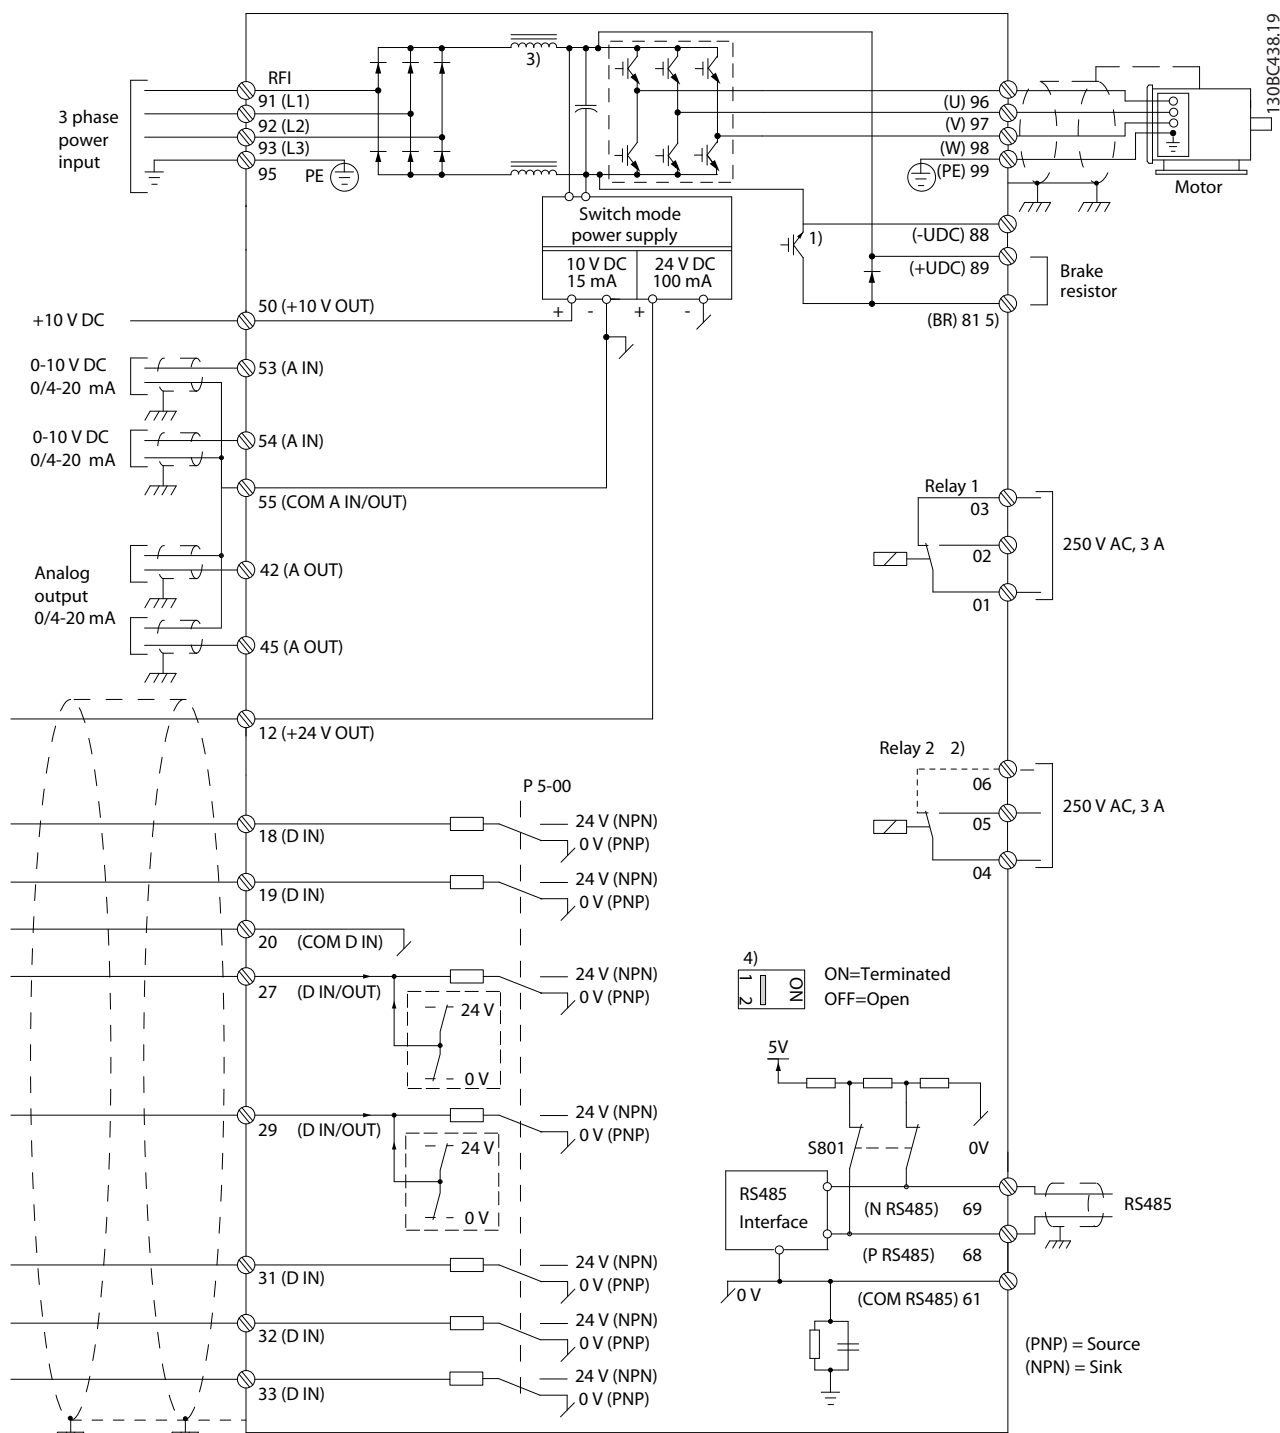 130BC438.19
3 phase
power
input
RFI
91 (L1)
92 (L2)
93 (L3)
95
PE
3)
(U) 96
(V) 97
(W) 98
(PE) 99
Motor
Switch mode
power supply
10 V DC
15 mA
24 V DC
100 mA
+
-
+
-
1)
(-UDC) 88
(+UDC) 89
(BR) 81 5)
Brake
resistor
+10 V DC
50 (+10 V OUT)
0-10 V DC
0/4-20 mA
53 (A IN)
0-10 V DC
0/4-20 mA
54 (A IN)
55 (COM A IN/OUT)
Analog
output
0/4-20 mA
42 (A OUT)
45 (A OUT)
12 (+24 V OUT)
Relay 1
03
02
01
250 V AC, 3 A
Relay 2 2)
06
05
04
250 V AC, 3 A
P 5-00
18 (D IN)
24 V (NPN)
0 V (PNP)
19 (D IN)
24 V (NPN)
0 V (PNP)
20 (COM D IN)
27 (D IN/OUT)
24 V (NPN)
0 V (PNP)
24 V
0 V
29 (D IN/OUT)
24 V (NPN)
0 V (PNP)
24 V
0 V
31 (D IN)
24 V (NPN)
0 V (PNP)
32 (D IN)
24 V (NPN)
0 V (PNP)
33 (D IN)
24 V (NPN)
0 V (PNP)
4)
1 2
ON
ON=Terminated
OFF=Open
5V
S801
0V
RS485
Interface
(N RS485) 69
(P RS485) 68
(COM RS485) 61
0 V
RS485
(PNP) = Source
(NPN) = Sink